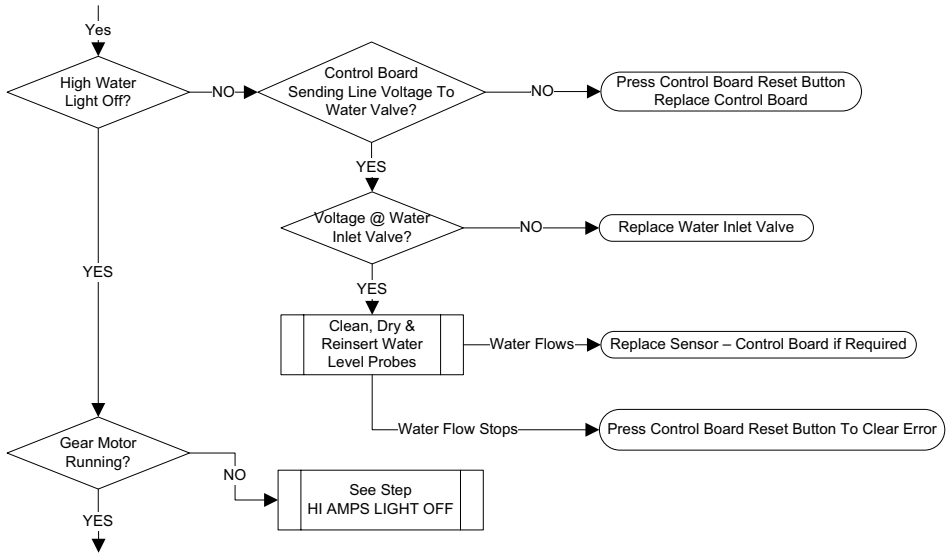 Yes
High Water
Light Off?
NO
Control Board
Sending Line Voltage To
Water Valve?
NO
Press Control Board Reset Button
Replace Control Board
YES
Voltage @ Water
Inlet Valve?
NO
Replace Water Inlet Valve
YES
YES
Clean, Dry &
Reinsert Water
Level Probes
Water Flows
Replace Sensor – Control Board if Required
Water Flow Stops
Press Control Board Reset Button To Clear Error
Gear Motor
Running?
NO
See Step
HI AMPS LIGHT OFF
YES